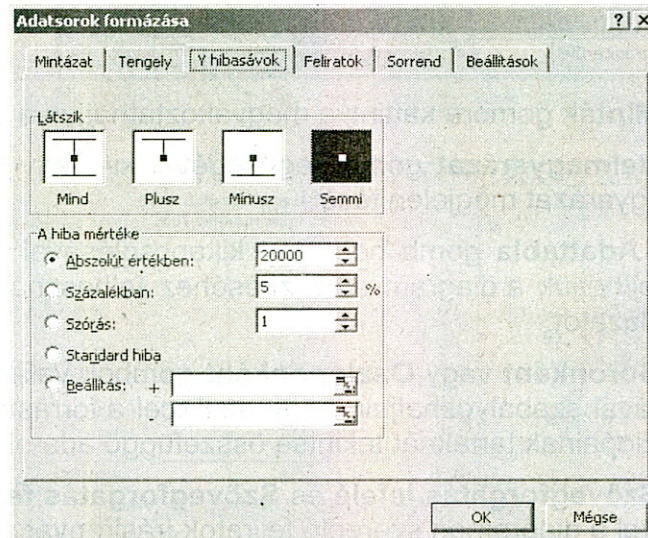 Adatsorok formázása
Mintázat Tengely Y hibasávok Feliratok Sorrend Beállítások
Látszik
Mind Plusz Mínusz Semmi
A hiba mértéke
Abszolút értékben: 20000
Százalékban: 5 %
Szórás: 1
Standard hiba
Beállítás: +
-
OK Mégse